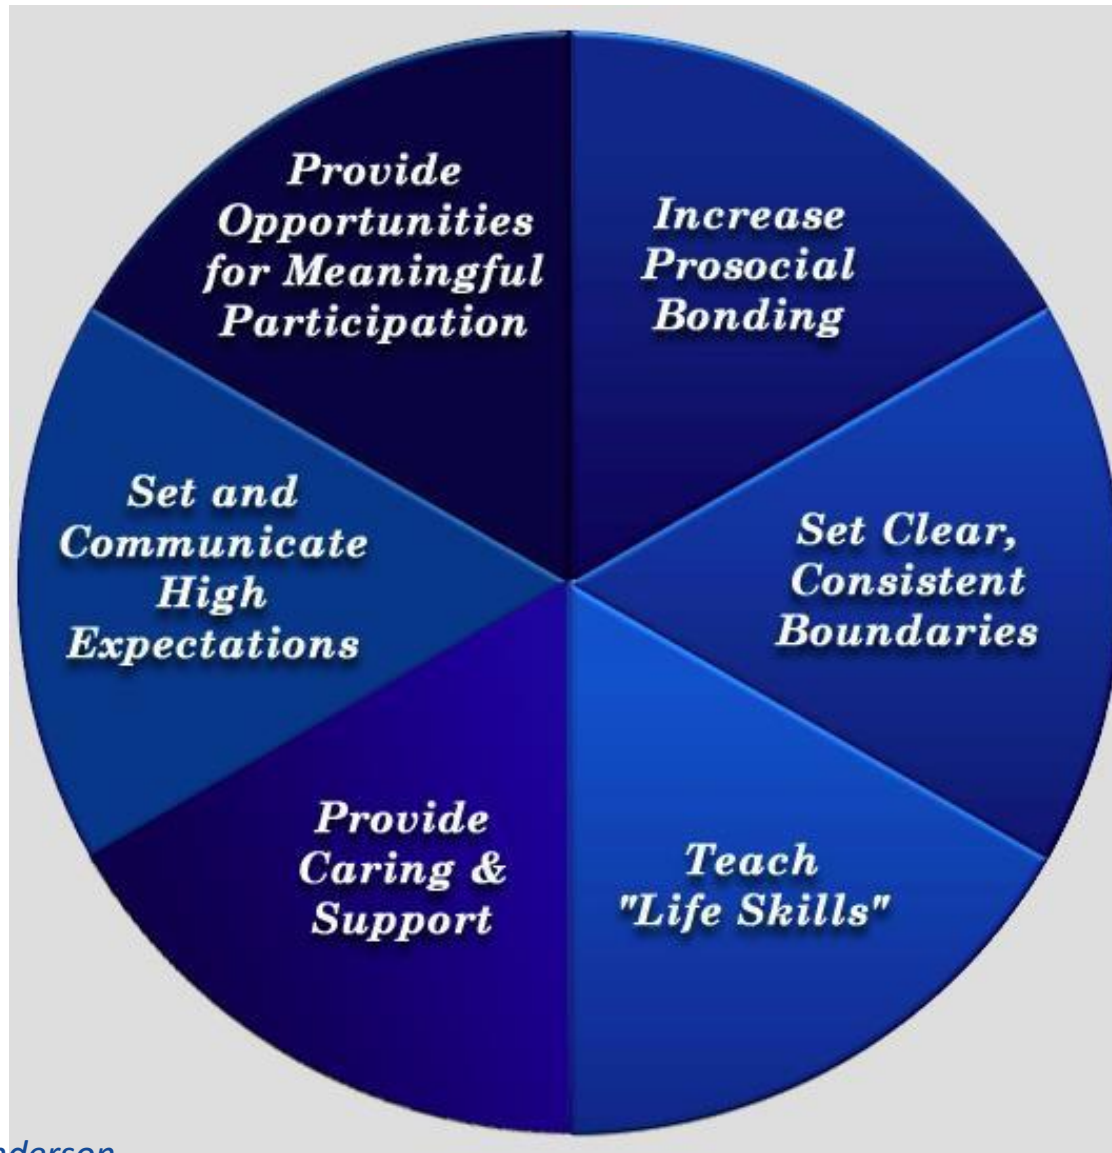 Provide
Opportunities
for Meaningful
Participation
Increase
Prosocial
Bonding
Set Clear,
Consistent
Boundaries
Teach
"Life Skills"
Provide
Caring &
Support
Set and
Communicate
High
Expectations